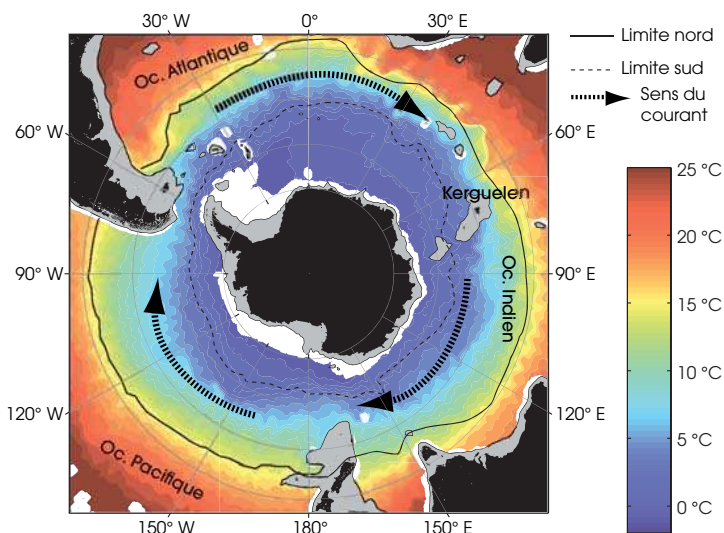 30° W
0°
30° E
Limite nord
Limite sud
Sens du
courant
Oc. Atlantique
60° W
60° E
Kerguelen
25 °C
20 °C
15 °C
10 °C
5 °C
0 °C
90° W
90° E
Oc. Indien
120° W
120° E
Oc. Pacifique
150° W
180°
150° E